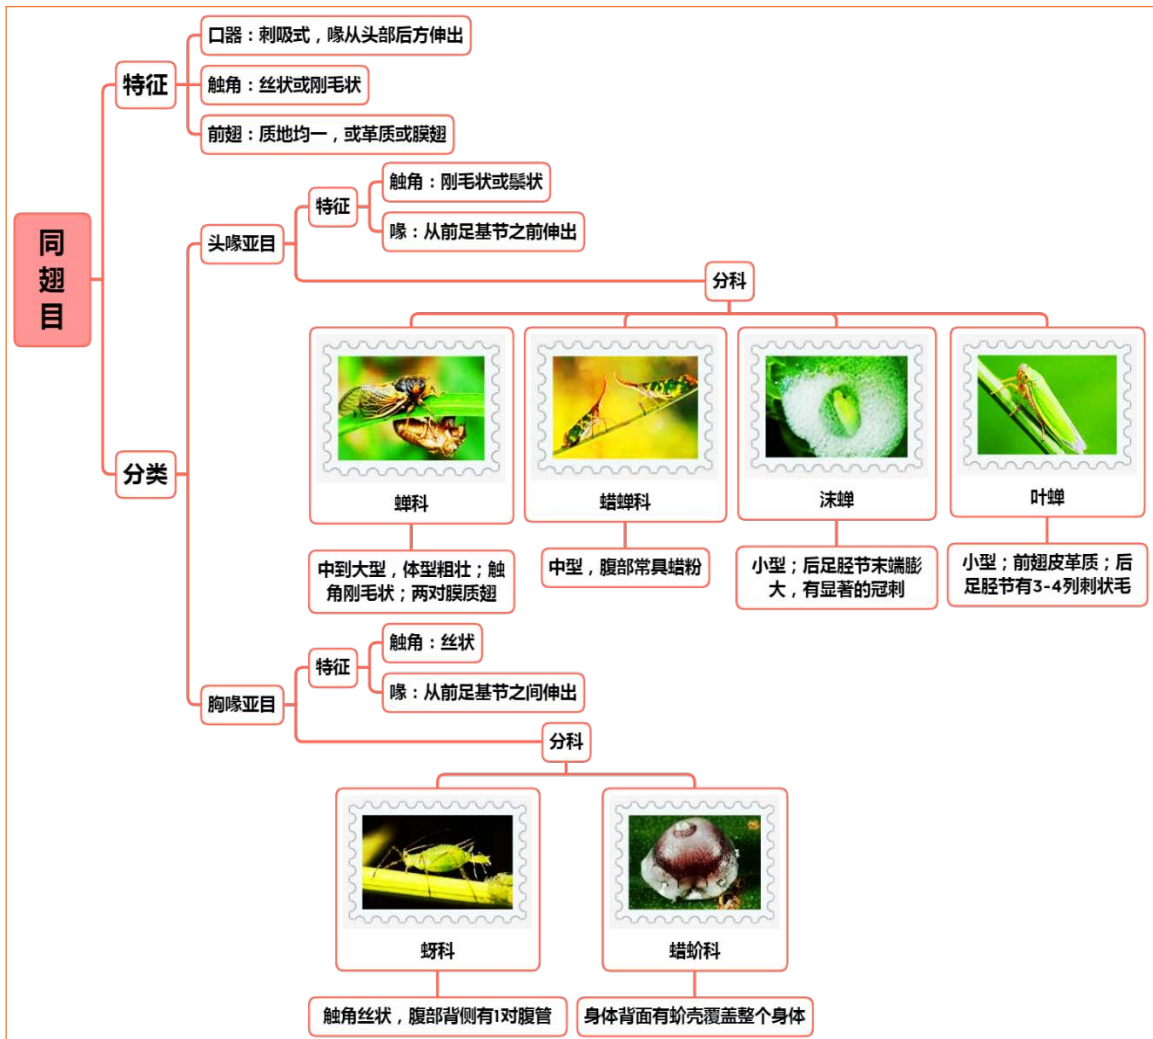 同
翅
目
特征
口器：刺吸式，喙从头部后方伸出
触角：丝状或刚毛状
前翅：质地均一，或革质或膜翅
分类
头喙亚目
特征
触角：刚毛状或鬃状
喙：从前足基节之前伸出
分科
蝉科
中到大型，体型粗壮；触
角刚毛状；两对膜质翅
蜡蝉科
中型，腹部常具蜡粉
沫蝉
小型；后足胫节末端膨
大，有显著的冠刺
叶蝉
小型；前翅皮革质；后
足胫节有3-4列刺状毛
胸喙亚目
特征
触角：丝状
喙：从前足基节之间伸出
分科
蚜科
触角丝状，腹部背侧有1对腹管
蜡蚧科
身体背面有蚧壳覆盖整个身体